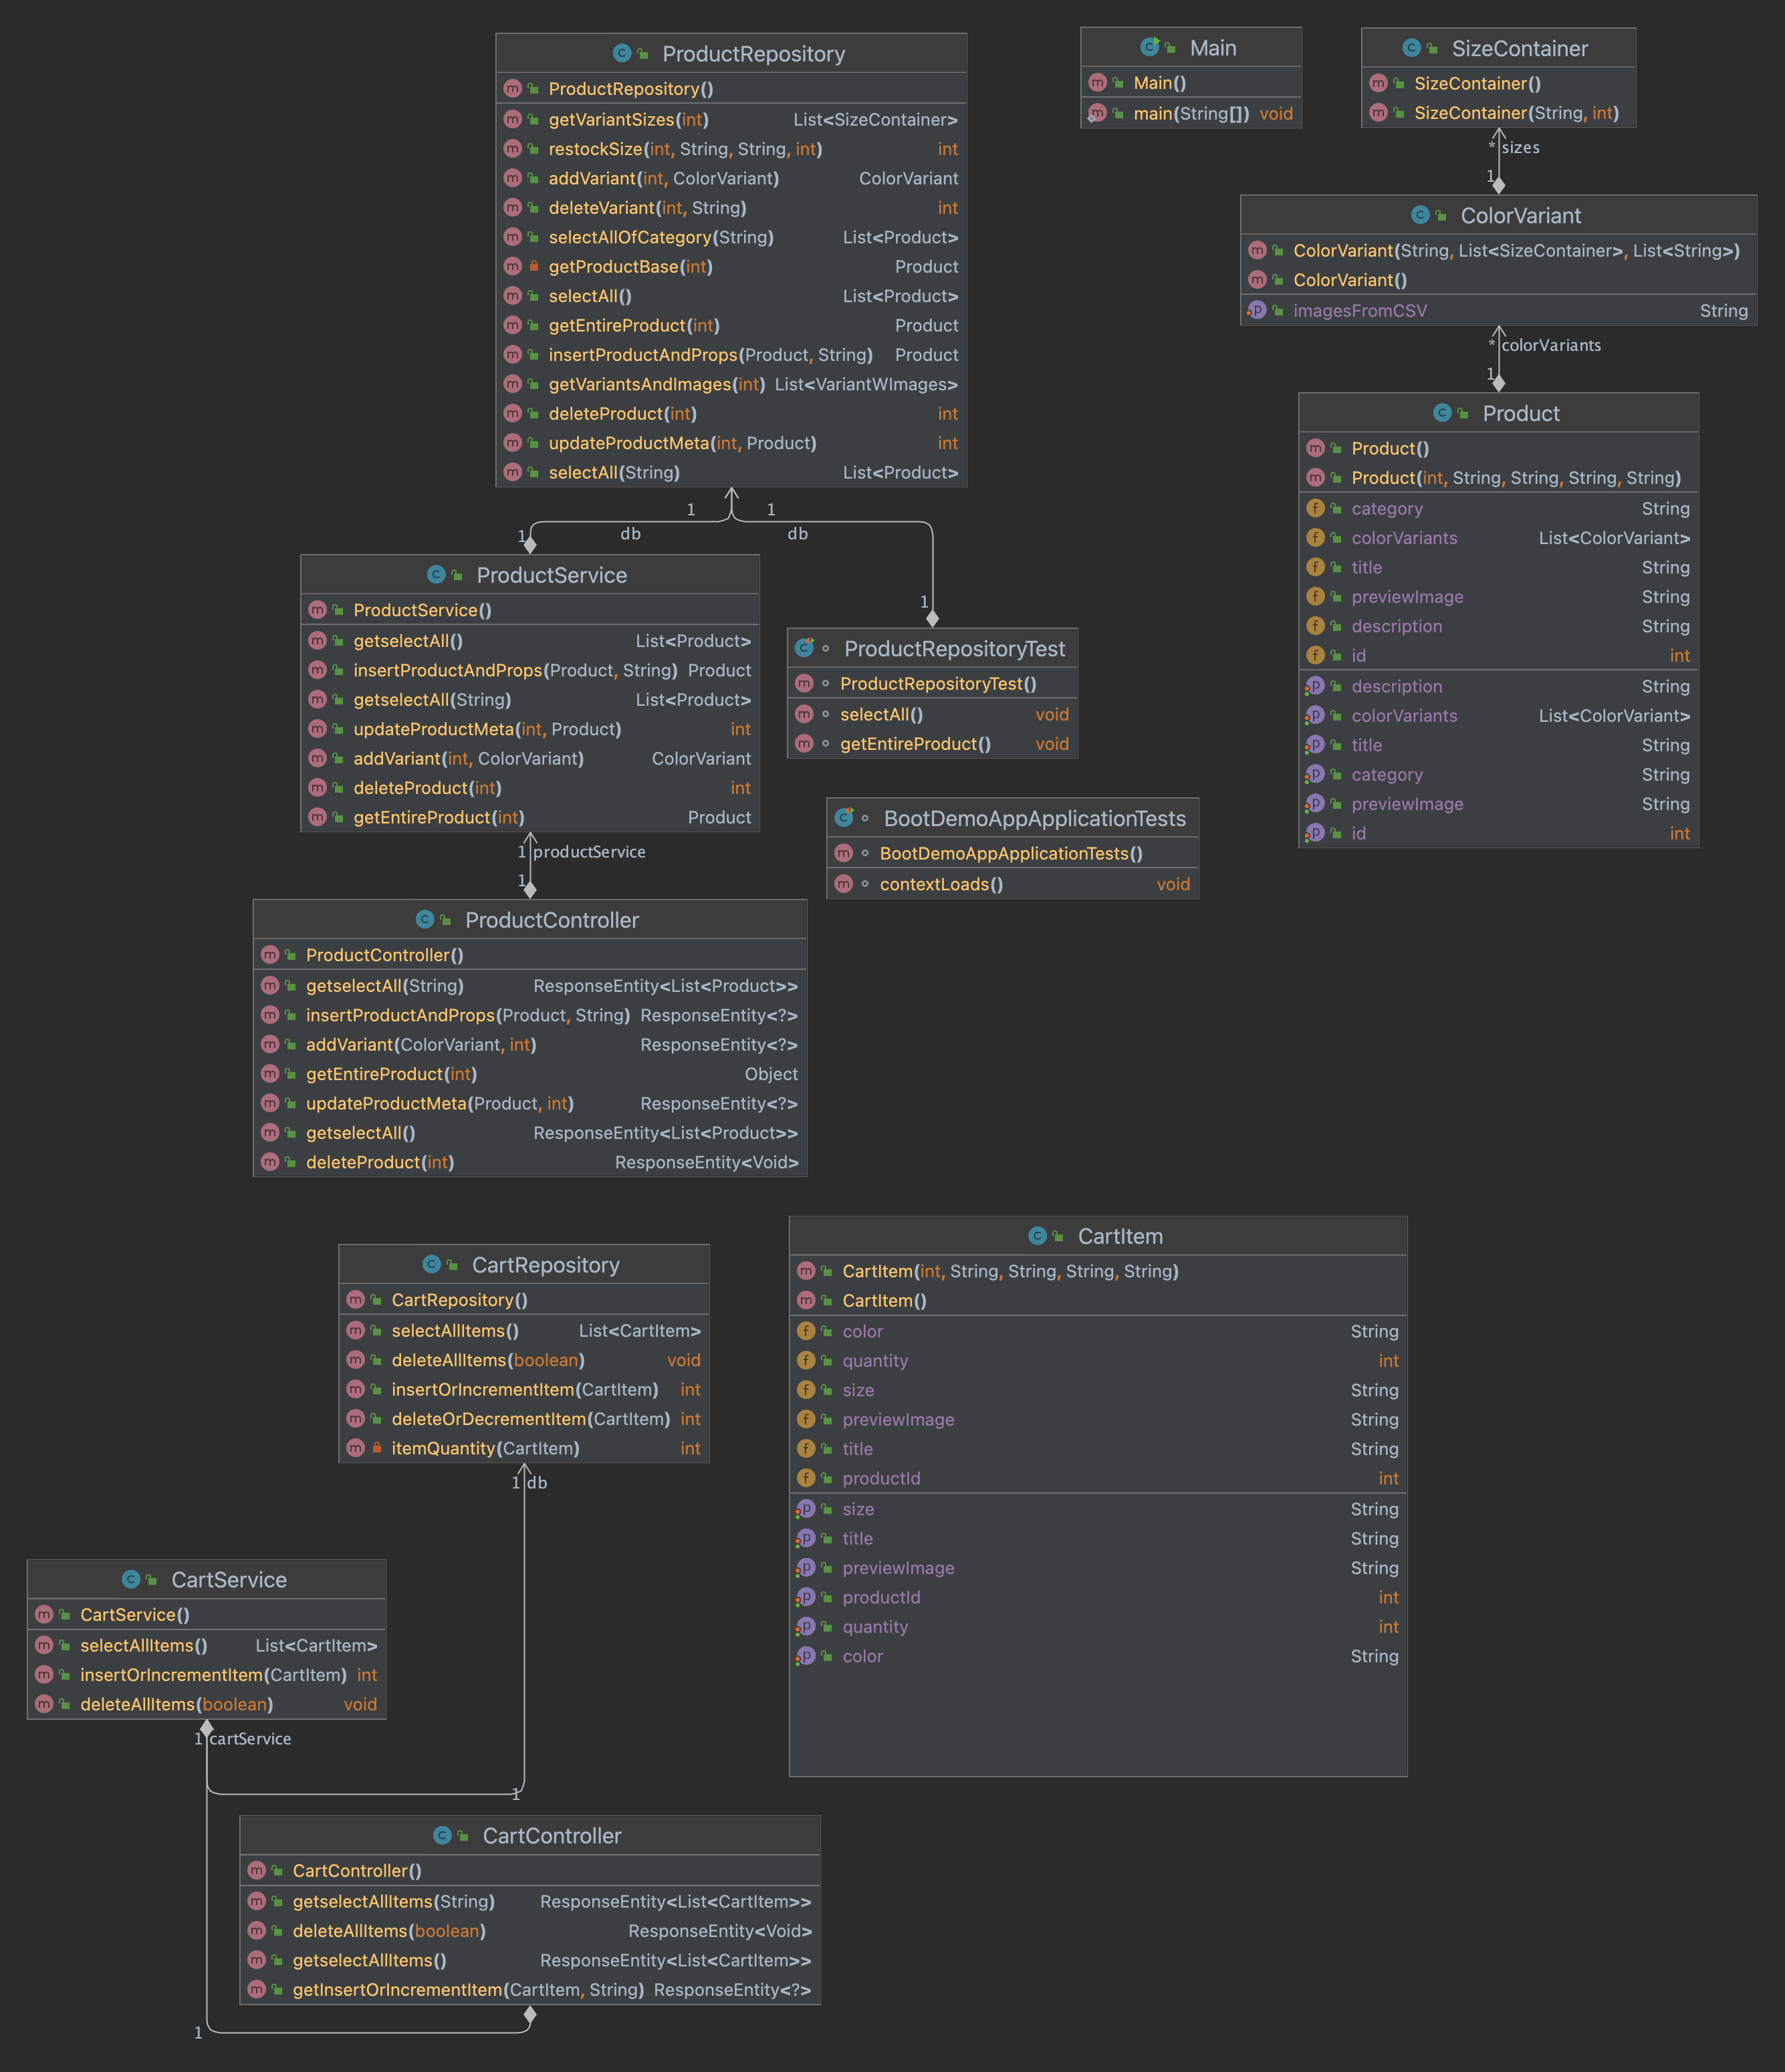 ProductRepository
ProductRepository()
getVariantSizes(int) List<SizeContainer>
restockSize(int, String, String, int) int
addVariant(int, ColorVariant) ColorVariant
deleteVariant(int, String) int
selectAllOfCategory(String) List<Product>
getProductBase(int) Product
selectAll() List<Product>
getEntireProduct(int) Product
insertProductAndProps(Product, String) Product
getVariantsAndImages(int) List<VariantWImages>
deleteProduct(int) int
updateProductMeta(int, Product) int
selectAll(String) List<Product>
Main
Main()
main(String[]) void
SizeContainer
SizeContainer()
SizeContainer(String, int)
* sizes
1
ColorVariant
ColorVariant(String, List<SizeContainer>, List<String>)
ColorVariant()
imagesFromCSV String
* colorVariants
1
Product
Product()
Product(int, String, String, String, String)
category String
colorVariants List<ColorVariant>
title String
previewImage String
description String
id int
description String
colorVariants List<ColorVariant>
title String
category String
previewImage String
id int
1 1
db db
1
1
ProductService
ProductService()
getselectAll() List<Product>
insertProductAndProps(Product, String) Product
getselectAll(String) List<Product>
updateProductMeta(int, Product) int
addVariant(int, ColorVariant) ColorVariant
deleteProduct(int) int
getEntireProduct(int) Product
ProductRepositoryTest
ProductRepositoryTest()
selectAll() void
getEntireProduct() void
BootDemoAppApplicationTests
BootDemoAppApplicationTests()
contextLoads() void
1 productService
1
ProductController
ProductController()
getselectAll(String) ResponseEntity<List<Product>>
insertProductAndProps(Product, String) ResponseEntity<?>
addVariant(ColorVariant, int) ResponseEntity<?>
getEntireProduct(int) Object
updateProductMeta(Product, int) ResponseEntity<?>
getselectAll() ResponseEntity<List<Product>>
deleteProduct(int) ResponseEntity<Void>
CartRepository
CartRepository()
selectAllItems() List<CartItem>
deleteAllItems(boolean) void
insertOrIncrementItem(CartItem) int
deleteOrDecrementItem(CartItem) int
itemQuantity(CartItem) int
1 db
CartItem
CartItem(int, String, String, String, String)
CartItem()
color String
quantity int
size String
previewImage String
title String
productId int
size String
title String
previewImage String
productId int
quantity int
color String
CartService
CartService()
selectAllItems() List<CartItem>
insertOrIncrementItem(CartItem) int
deleteAllItems(boolean) void
1 cartService
1
CartController
CartController()
getselectAllItems(String) ResponseEntity<List<CartItem>>
deleteAllItems(boolean) ResponseEntity<Void>
getselectAllItems() ResponseEntity<List<CartItem>>
getInsertOrIncrementItem(CartItem, String) ResponseEntity<?>
1